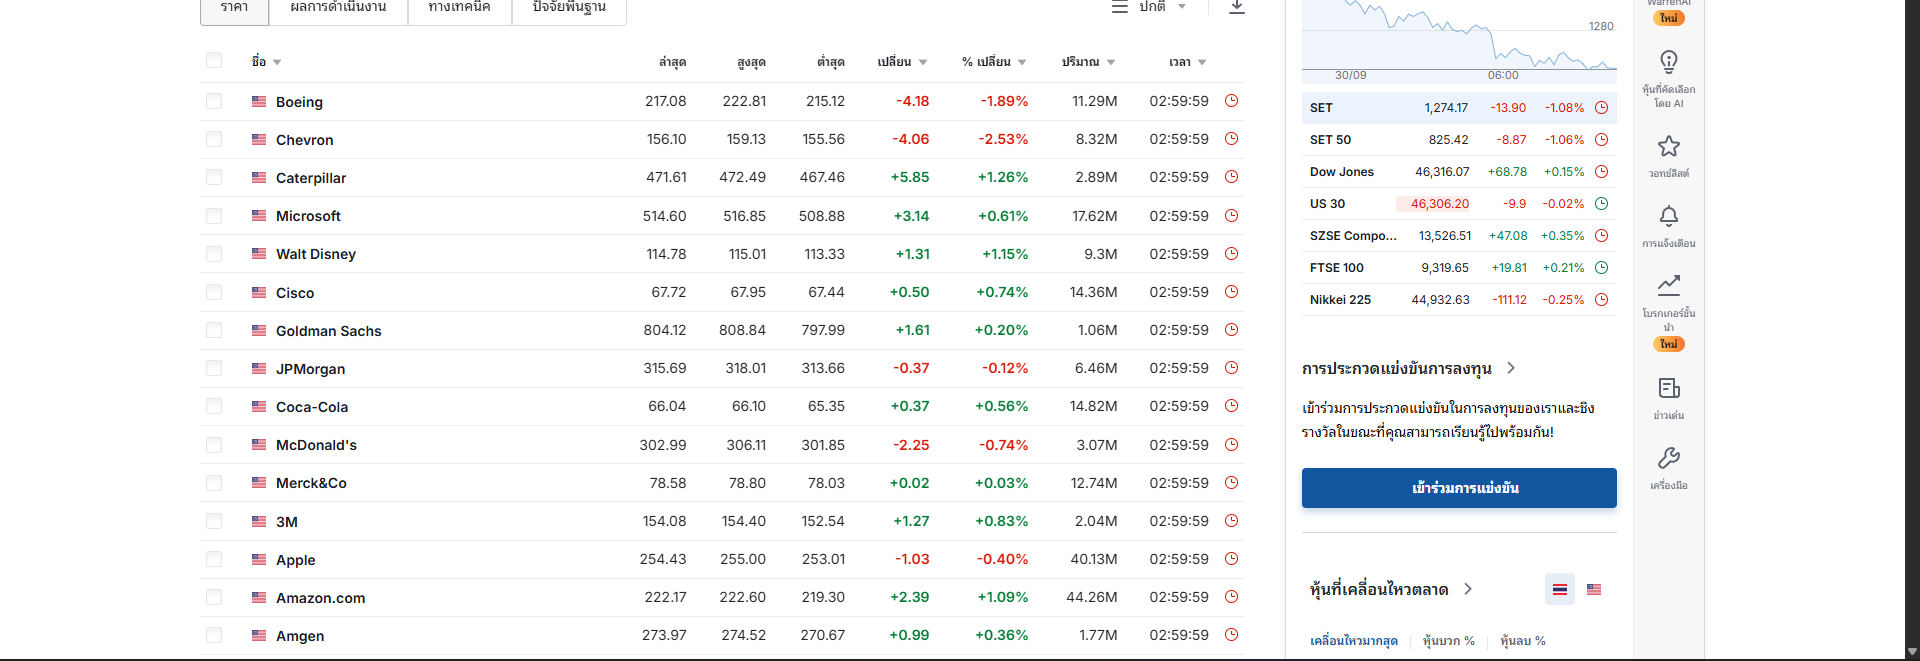 ราคา ผลการดำเนินงาน ทางเทคนิค ปัจจัยพื้นฐาน ปกติ
ชื่อ ล่าสุด สูงสุด ต่ำสุด เปลี่ยน % เปลี่ยน ปริมาณ เวลา
Boeing 217.08 222.81 215.12 -4.18 -1.89% 11.29M 02:59:59
Chevron 156.10 159.13 155.56 -4.06 -2.53% 8.32M 02:59:59
Caterpillar 471.61 472.49 467.46 +5.85 +1.26% 2.89M 02:59:59
Microsoft 514.60 516.85 508.88 +3.14 +0.61% 17.62M 02:59:59
Walt Disney 114.78 115.01 113.33 +1.31 +1.15% 9.3M 02:59:59
Cisco 67.72 67.95 67.44 +0.50 +0.74% 14.36M 02:59:59
Goldman Sachs 804.12 808.84 797.99 +1.61 +0.20% 1.06M 02:59:59
JPMorgan 315.69 318.01 313.66 -0.37 -0.12% 6.46M 02:59:59
Coca-Cola 66.04 66.10 65.35 +0.37 +0.56% 14.82M 02:59:59
McDonald's 302.99 306.11 301.85 -2.25 -0.74% 3.07M 02:59:59
Merck&Co 78.58 78.80 78.03 +0.02 +0.03% 12.74M 02:59:59
3M 154.08 154.40 152.54 +1.27 +0.83% 2.04M 02:59:59
Apple 254.43 255.00 253.01 -1.03 -0.40% 40.13M 02:59:59
Amazon.com 222.17 222.60 219.30 +2.39 +1.09% 44.26M 02:59:59
Amgen 273.97 274.52 270.67 +0.99 +0.36% 1.77M 02:59:59
1280
30/09 06:00
SET 1,274.17 -13.90 -1.08%
SET 50 825.42 -8.87 -1.06%
Dow Jones 46,316.07 +68.78 +0.15%
US 30 46,306.20 -9.9 -0.02%
SZSE Compo... 13,526.51 +47.08 +0.35%
FTSE 100 9,319.65 +19.81 +0.21%
Nikkei 225 44,932.63 -111.12 -0.25%
การประกวดแข่งขันการลงทุน
เข้าร่วมการประกวดแข่งขันในการลงทุนของเราและชิง
รางวัลในขณะที่คุณสามารถเรียนรู้ไปพร้อมกัน!
เข้าร่วมการแข่งขัน
หุ้นที่เคลื่อนไหวตลาด
เคลื่อนไหวมากสุด หุ้นบวก % หุ้นลบ %
WarrenAI
ใหม่
หุ้นที่คัดเลือก
โดย AI
วอทช์ลิสต์
การแจ้งเตือน
โบรกเกอร์ชั้น
นำ
ใหม่
ข่าวเด่น
เครื่องมือ